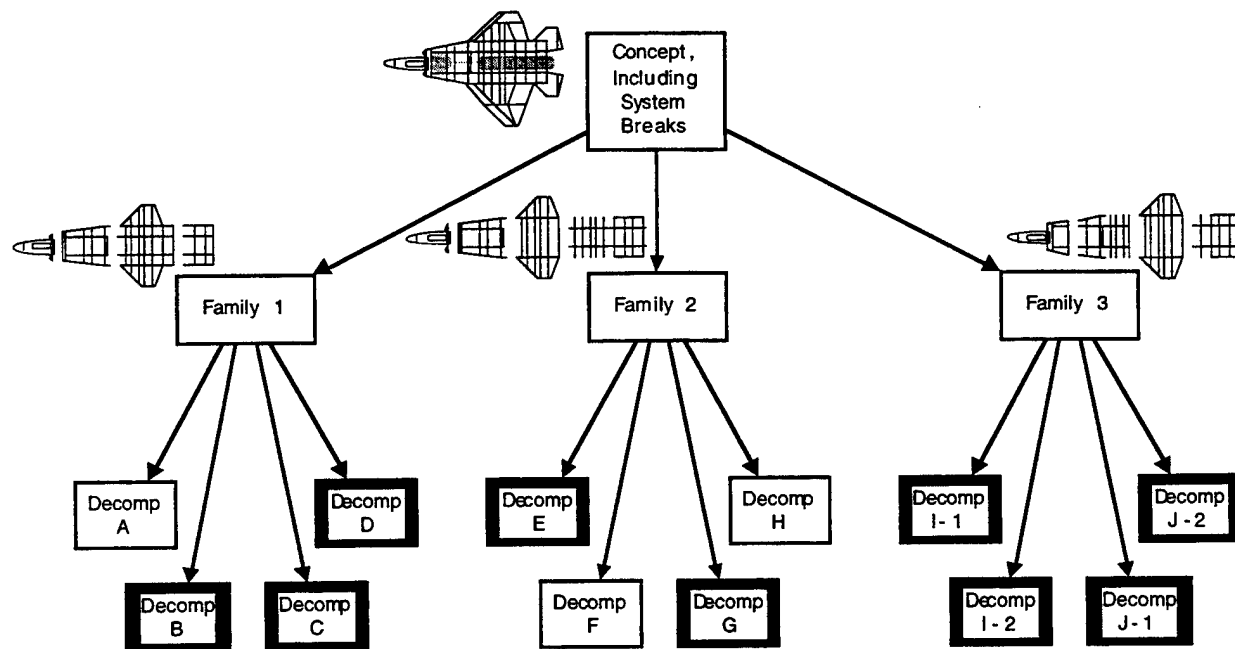 Concept,
Including
System
Breaks
Family 1
Family 2
Family 3
Decomp
A
Decomp
D
Decomp
E
Decomp
H
Decomp
I-1
Decomp
J-2
Decomp
B
Decomp
C
Decomp
F
Decomp
G
Decomp
I-2
Decomp
J-1